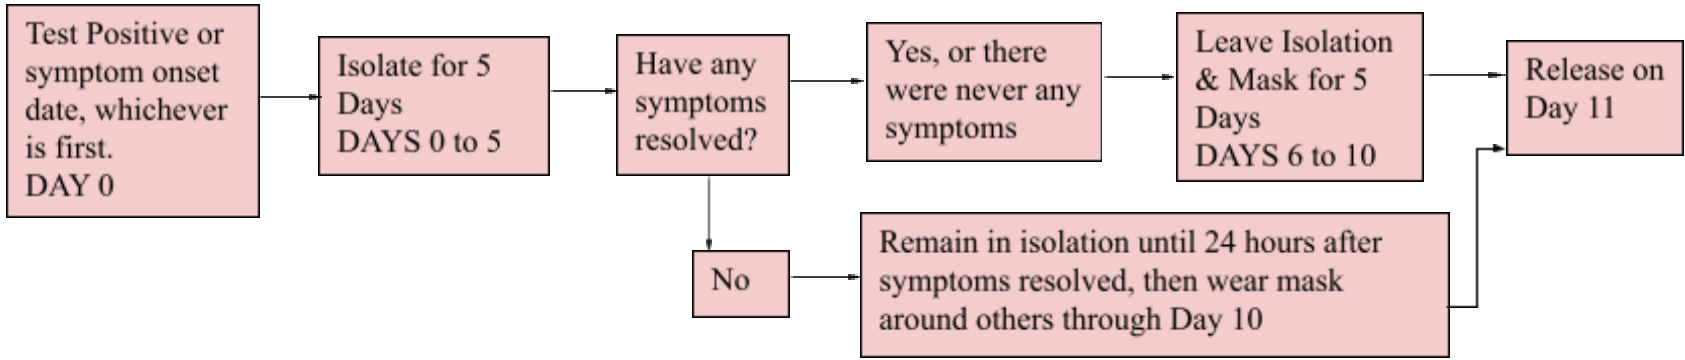 Test Positive or
symptom onset
date, whichever
is first.
DAY 0
Isolate for 5
Days
DAYS 0 to 5
Have any
symptoms
resolved?
Yes, or there
were never any
symptoms
Leave Isolation
& Mask for 5
Days
DAYS 6 to 10
Release on
Day 11
No
Remain in isolation until 24 hours after
symptoms resolved, then wear mask
around others through Day 10